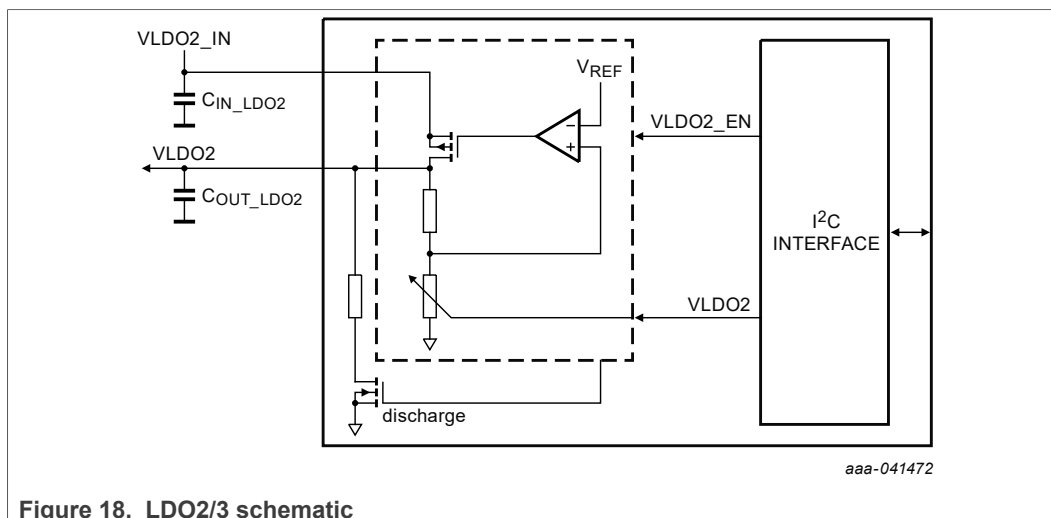 VLDO2_IN
CIN_LDO2
VREF
−
+
VLDO2_EN
VLDO2
COUT_LDO2
I2C
INTERFACE
VLDO2
discharge
aaa-041472
Figure 18. LDO2/3 schematic